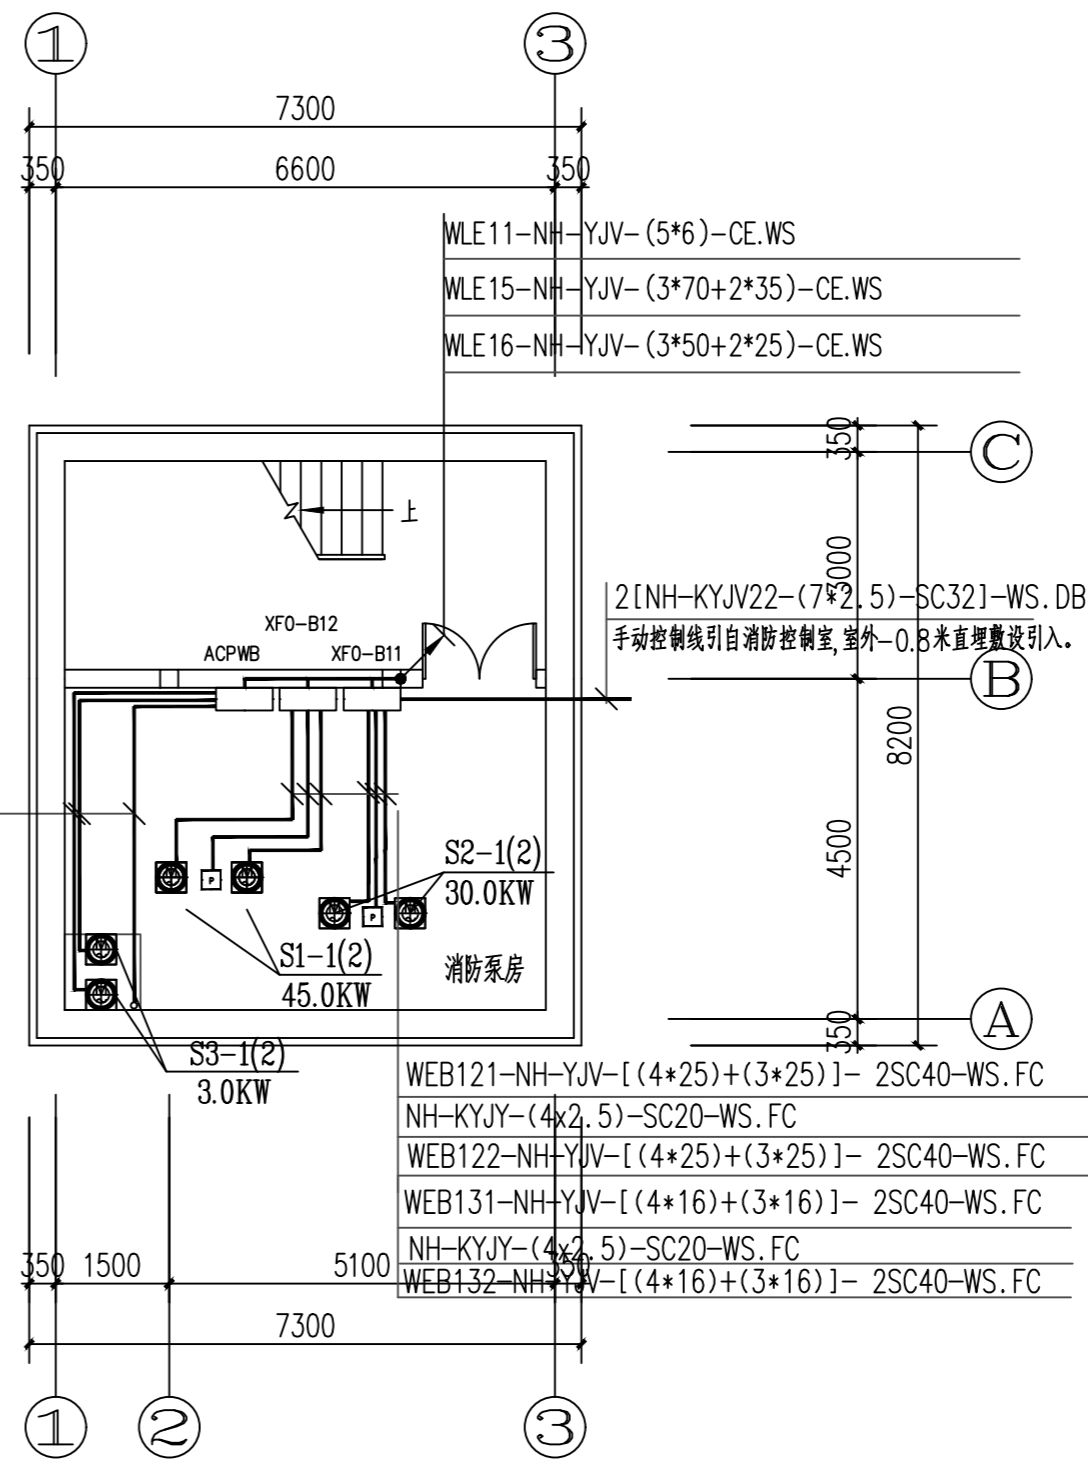 1
3
7300
350
6600
350
WLE11-NH-YJV-(5*6)-CE.WS
WLE15-NH-YJV-(3*70+2*35)-CE.WS
WLE16-NH-YJV-(3*50+2*25)-CE.WS
350
C
上
3000
2[NH-KYJV22-(7*2.5)-SC32]-WS.DB
手动控制线引自消防控制室,室外-0.8米直埋敷设引入。
XF0-B12
ACPWB
XF0-B11
B
8200
4500
S2-1(2)
30.0KW
P
P
S1-1(2)
45.0KW
消防泵房
A
350
S3-1(2)
3.0KW
WEB121-NH-YJV-[(4*25)+(3*25)]- 2SC40-WS.FC
NH-KYJY-(4x2.5)-SC20-WS.FC
WEB122-NH-YJV-[(4*25)+(3*25)]- 2SC40-WS.FC
WEB131-NH-YJV-[(4*16)+(3*16)]- 2SC40-WS.FC
NH-KYJY-(4x2.5)-SC20-WS.FC
WEB132-NH-YJV-[(4*16)+(3*16)]- 2SC40-WS.FC
350
1500
5100
350
7300
1
2
3